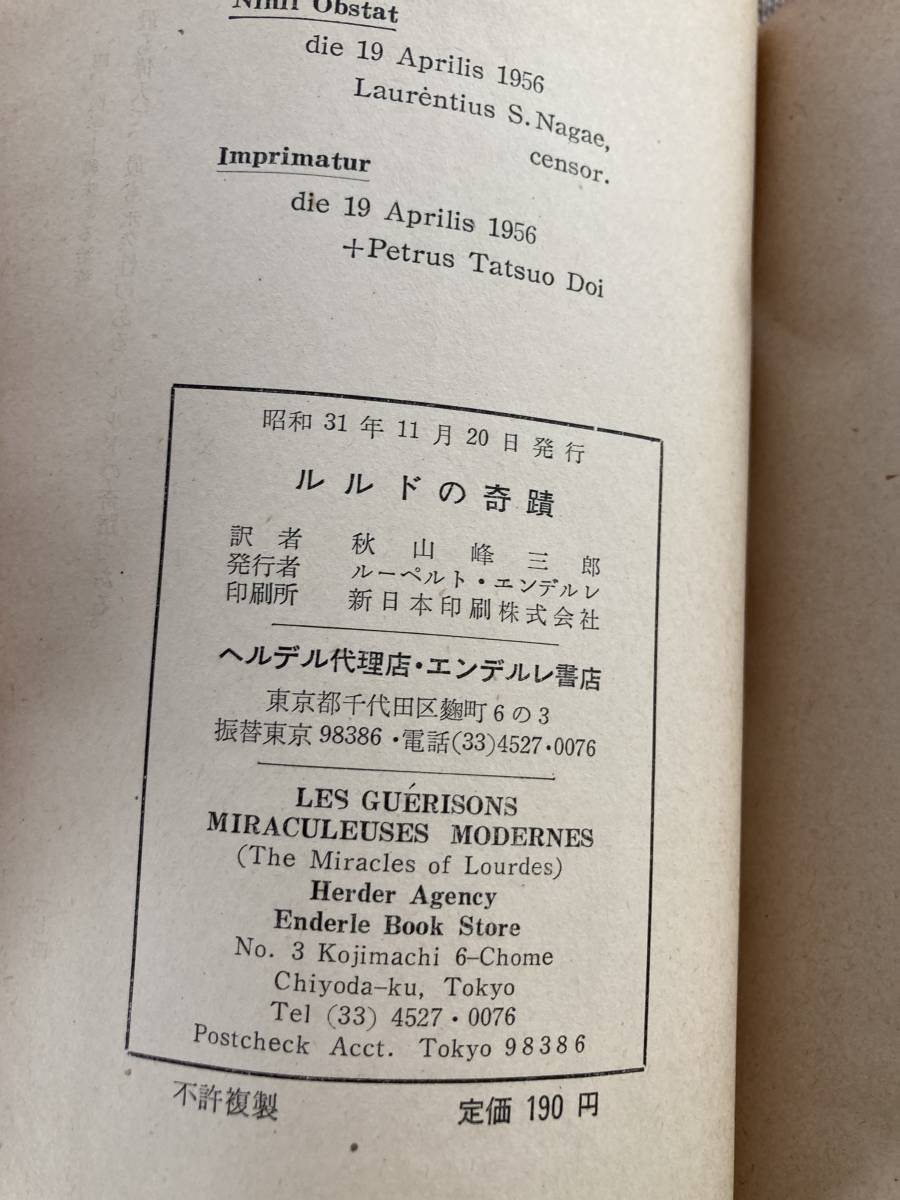 Nihil Obstat
die 19 Aprilis 1956
Laurėntius S. Nagae,
censor.
Imprimatur
die 19 Aprilis 1956
+Petrus Tatsuo Doi
昭和 31 年 11 月 20 日 発行
ルルドの奇蹟
訳者 秋山峰三郎
発行者 ルーペルト・エンデルレ
印刷所 新日本印刷株式会社
ヘルデル代理店・エンデルレ書店
東京都千代田区麴町6の3
振替東京 98386・電話(33)4527・0076
LES GUÉRISONS
MIRACULEUSES MODERNES
(The Miracles of Lourdes)
Herder Agency
Enderle Book Store
No. 3 Kojimachi 6-Chome
Chiyoda-ku, Tokyo
Tel (33) 4527・0076
Postcheck Acct. Tokyo 98386
不許複製
定価 190 円